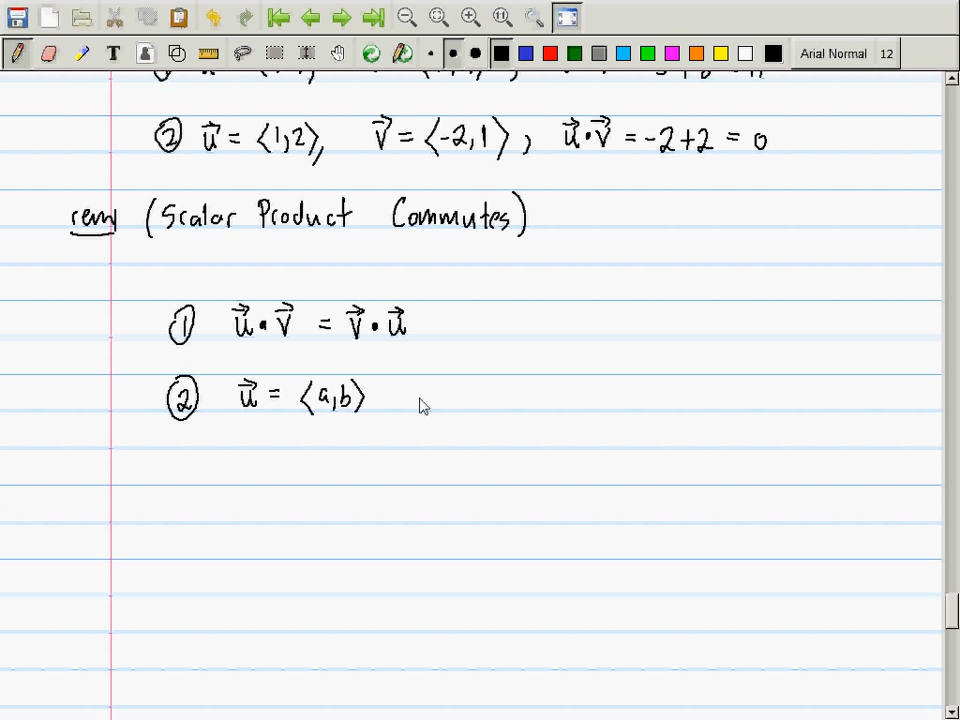 Arial Normal 12
② u⃗ = ⟨1,2⟩, v⃗ = ⟨-2,1⟩, u⃗·v⃗ = -2+2 = 0
rem (Scalar Product Commutes)
① u⃗·v⃗ = v⃗·u⃗
② u⃗ = ⟨a,b⟩